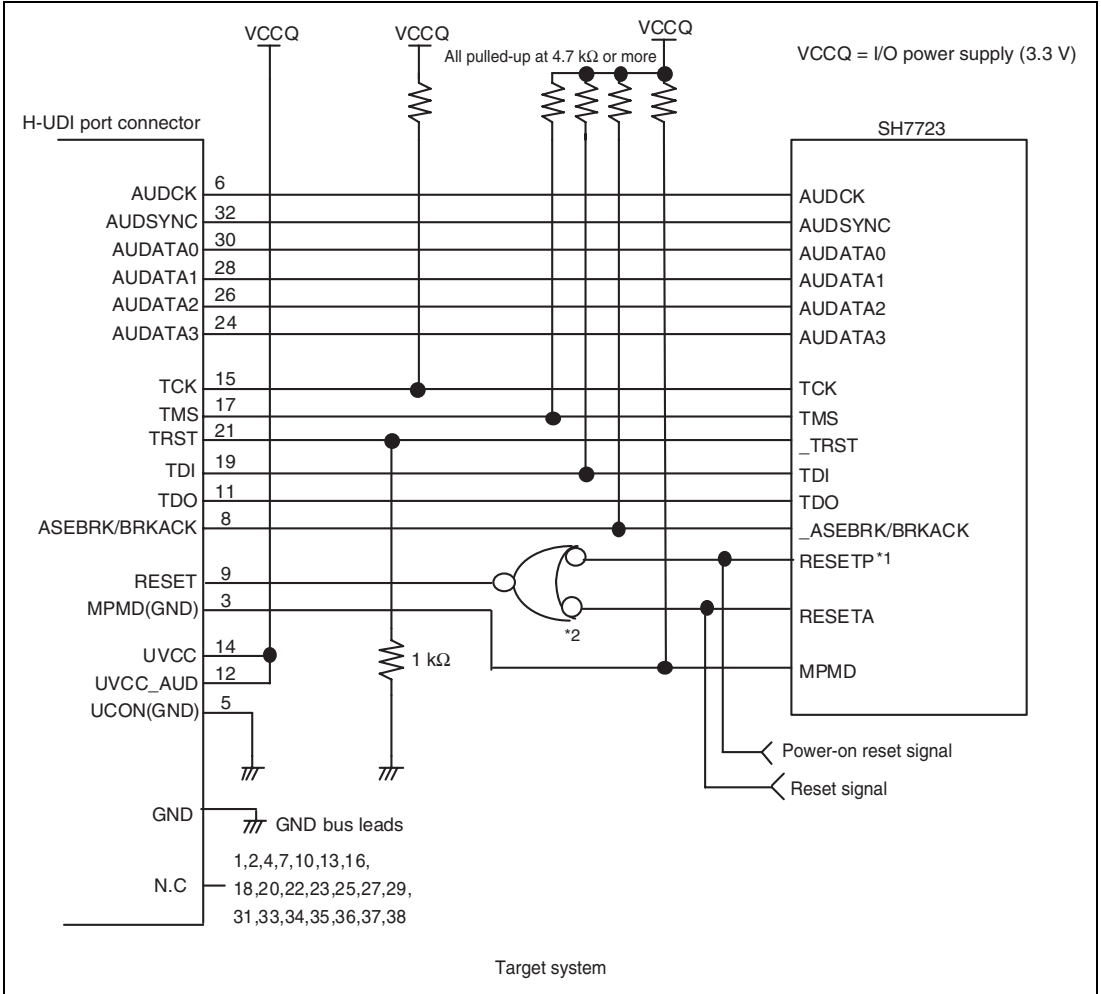 VCCQ
VCCQ
VCCQ
All pulled-up at 4.7 kΩ or more
VCCQ = I/O power supply (3.3 V)
H-UDI port connector
SH7723
AUDCK 6 AUDCK
AUDSYNC 32 AUDSYNC
AUDATA0 30 AUDATA0
AUDATA1 28 AUDATA1
AUDATA2 26 AUDATA2
AUDATA3 24 AUDATA3
TCK 15 TCK
TMS 17 TMS
TRST 21 _TRST
TDI 19 TDI
TDO 11 TDO
ASEBRK/BRKACK 8 _ASEBRK/BRKACK
RESETP*1
RESET 9
MPMD(GND) 3
RESETA
*2
UVCC 14
1 kΩ
MPMD
UVCC_AUD 12
UCON(GND) 5
Power-on reset signal
Reset signal
GND
GND bus leads
N.C
1,2,4,7,10,13,16,
18,20,22,23,25,27,29,
31,33,34,35,36,37,38
Target system